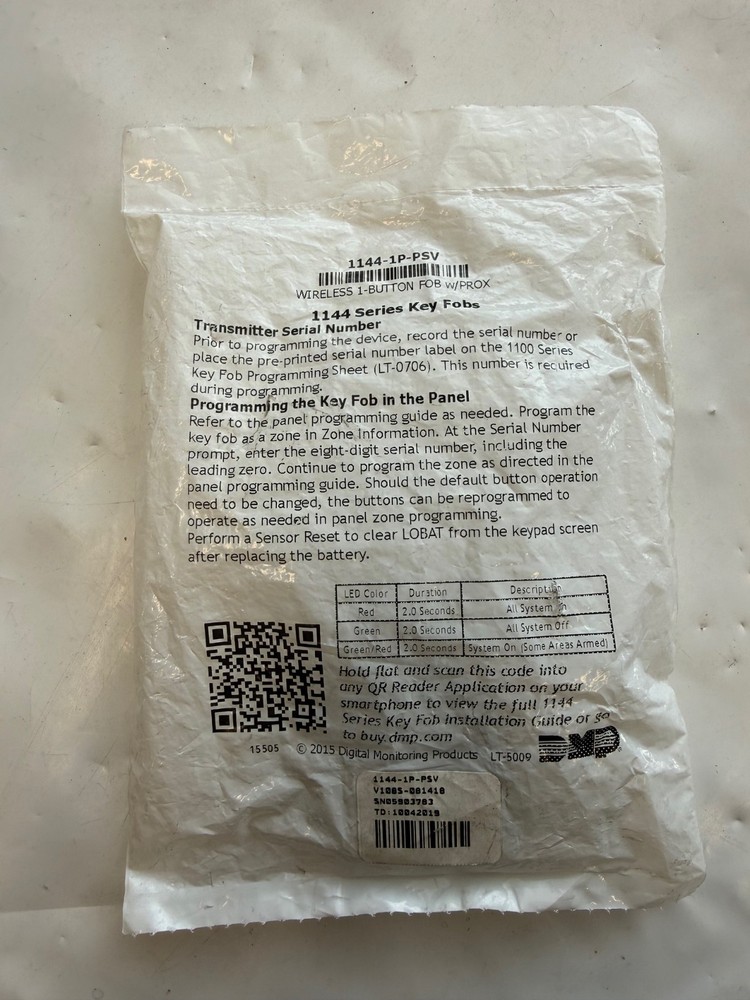 1144-1P-PSV
WIRELESS 1-BUTTON FOB w/PROX
1144 Series Key Fobs
Transmitter Serial Number
Prior to programming the device, record the serial number or
place the pre-printed serial number label on the 1100 Series
Key Fob Programming Sheet (LT-0706). This number is required
during programming.
Programming the Key Fob in the Panel
Refer to the panel programming guide as needed. Program the
key fob as a zone in Zone Information. At the Serial Number
prompt, enter the eight-digit serial number, including the
leading zero. Continue to program the zone as directed in the
panel programming guide. Should the default button operation
need to be changed, the buttons can be reprogrammed to
operate as needed in panel zone programming.
Perform a Sensor Reset to clear LOBAT from the keypad screen
after replacing the battery.
LED Color Duration Description
Red 2.0 Seconds All System On
Green 2.0 Seconds All System Off
Green/Red 2.0 Seconds System On (Some Areas Armed)
Hold flat and scan this code into
any QR Reader Application on your
smartphone to view the full 1144
Series Key Fob Installation Guide or go
to buy.dmp.com
15505 © 2015 Digital Monitoring Products LT-5009 DMP
1144-1P-PSV
V1085-081418
SN05903783
TD:10042019